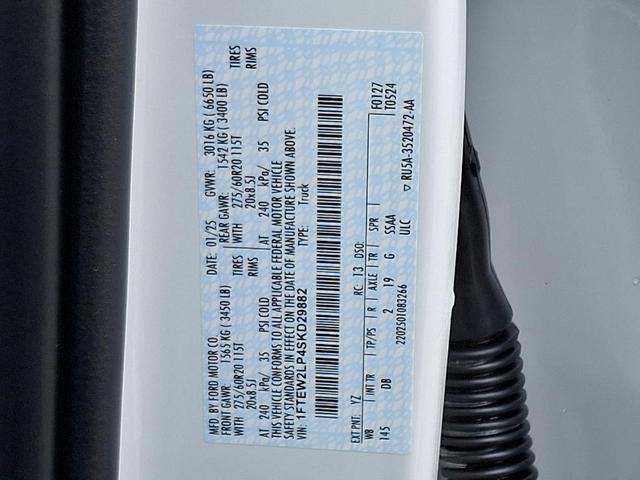 MFD. BY FORD MOTOR CO. DATE: 07/25 GVWR: 3016 KG ( 6650 LB)
FRONT GAWR: 1565 KG ( 3450 LB) REAR GAWR: 1542 KG ( 3400 LB)
WITH 275/60R20 115T TIRES WITH 275/60R20 115T TIRES
20x8.5J RIMS 20x8.5J RIMS
AT 240 kPa/ 35 PSI COLD AT 240 kPa/ 35 PSI COLD
THIS VEHICLE CONFORMS TO ALL APPLICABLE FEDERAL MOTOR VEHICLE
SAFETY STANDARDS IN EFFECT ON THE DATE OF MANUFACTURE SHOWN ABOVE.
VIN: 1FTEW2LP4SKD29882 TYPE: Truck
EXT PNT: YZ RC: 13 DSO: F0127
WB INT TR TP/PS R AXLE TR SPR T0524
145 DB 2 19 G SSAA
2202501083266 ULC ▽ RU5A-3520472-AA